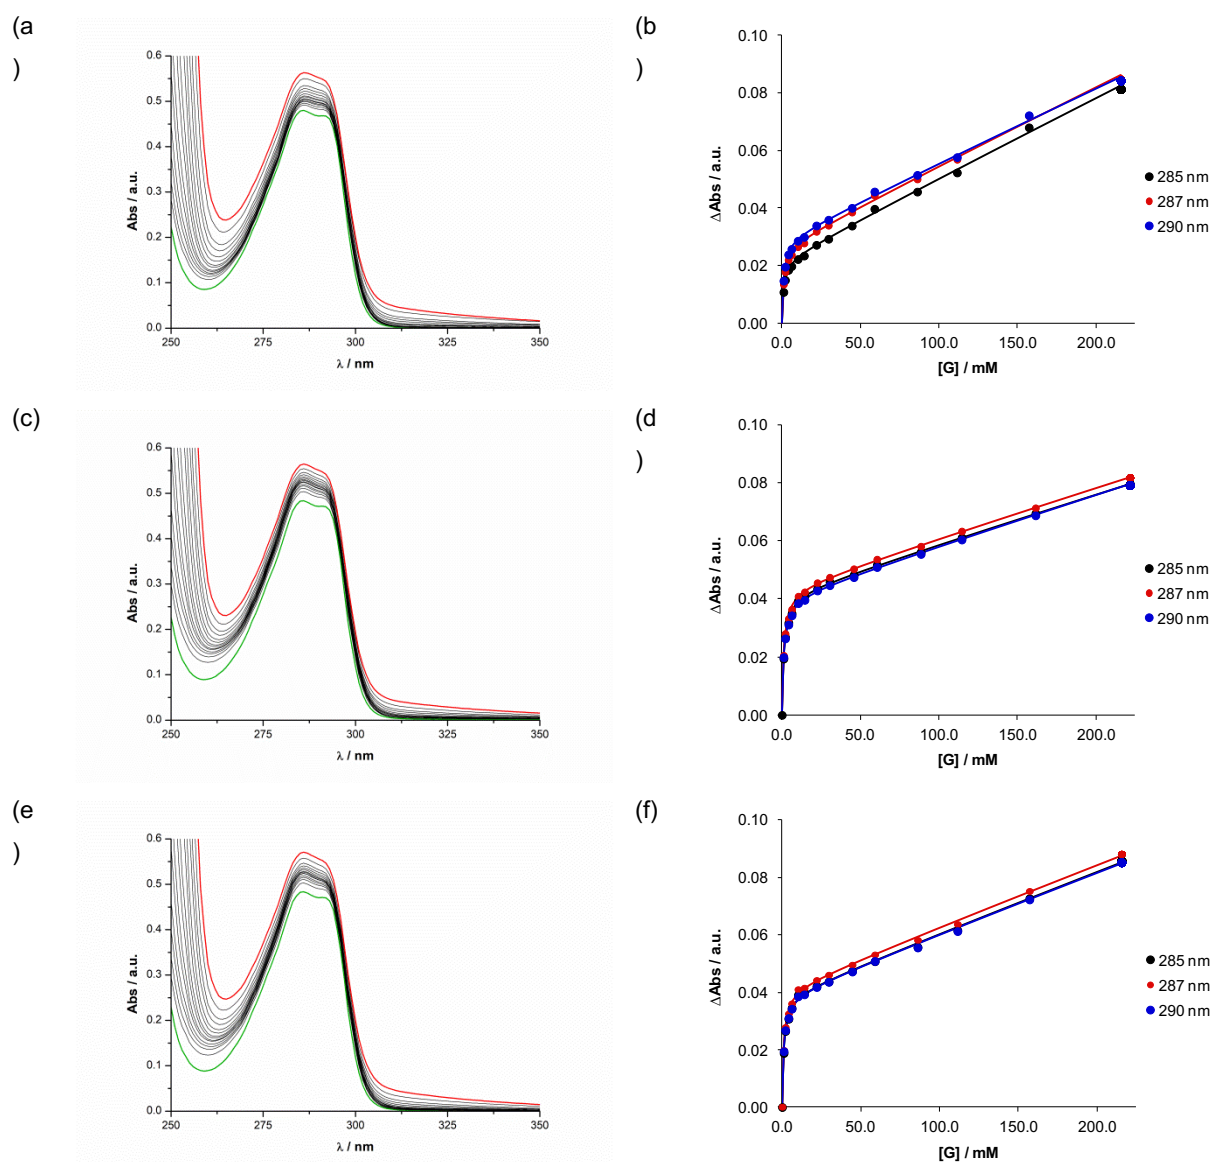 (a
)
0.6
0.5
0.4
0.3
0.2
0.1
0.0
Abs / a.u.
250 275 300 325 350
λ / nm
(b
)
0.10
0.08
0.06
0.04
0.02
0.00
ΔAbs / a.u.
0.0 50.0 100.0 150.0 200.0
[G] / mM
285 nm
287 nm
290 nm
(c)
0.6
0.5
0.4
0.3
0.2
0.1
0.0
Abs / a.u.
250 275 300 325 350
λ / nm
(d
)
0.10
0.08
0.06
0.04
0.02
0.00
ΔAbs / a.u.
0.0 50.0 100.0 150.0 200.0
[G] / mM
285 nm
287 nm
290 nm
(e
)
0.6
0.5
0.4
0.3
0.2
0.1
0.0
Abs / a.u.
250 275 300 325 350
λ / nm
(f)
0.10
0.08
0.06
0.04
0.02
0.00
ΔAbs / a.u.
0.0 50.0 100.0 150.0 200.0
[G] / mM
285 nm
287 nm
290 nm